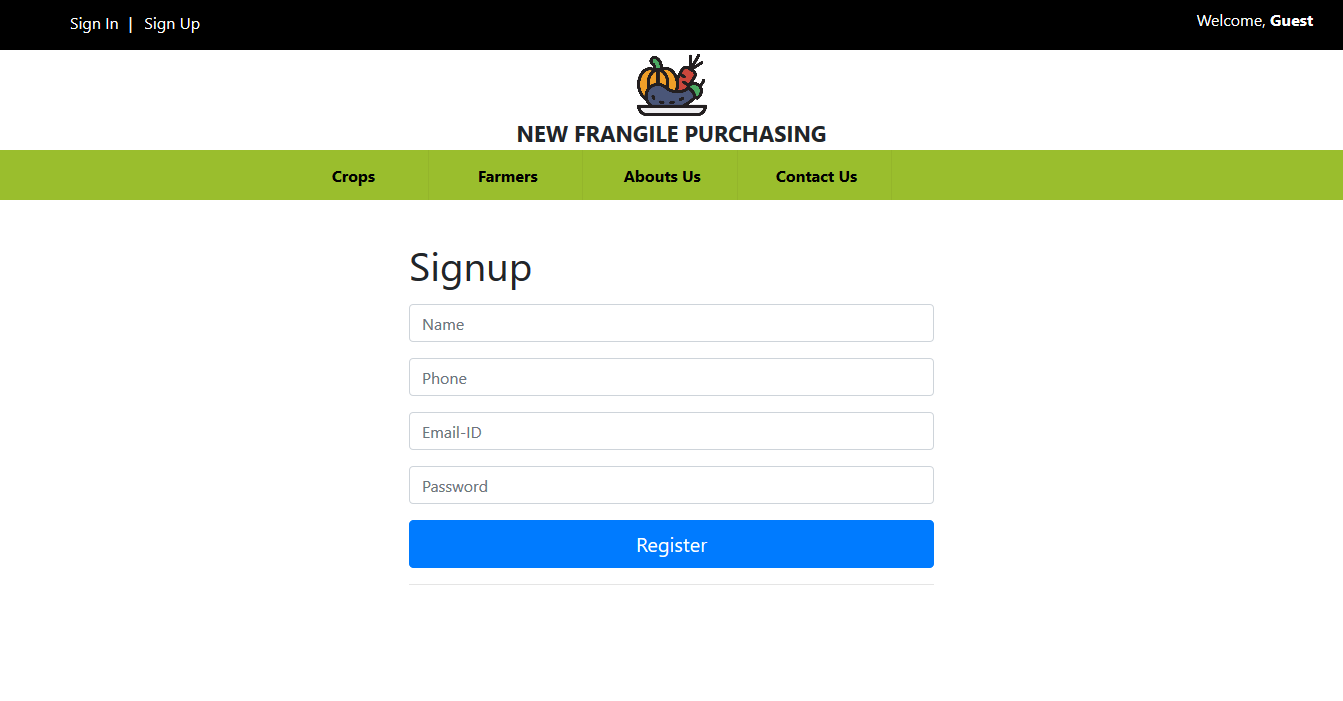 Sign In | Sign Up
Welcome, Guest
NEW FRANGILE PURCHASING
Crops
Farmers
Abouts Us
Contact Us
Signup
Name
Phone
Email-ID
Password
Register